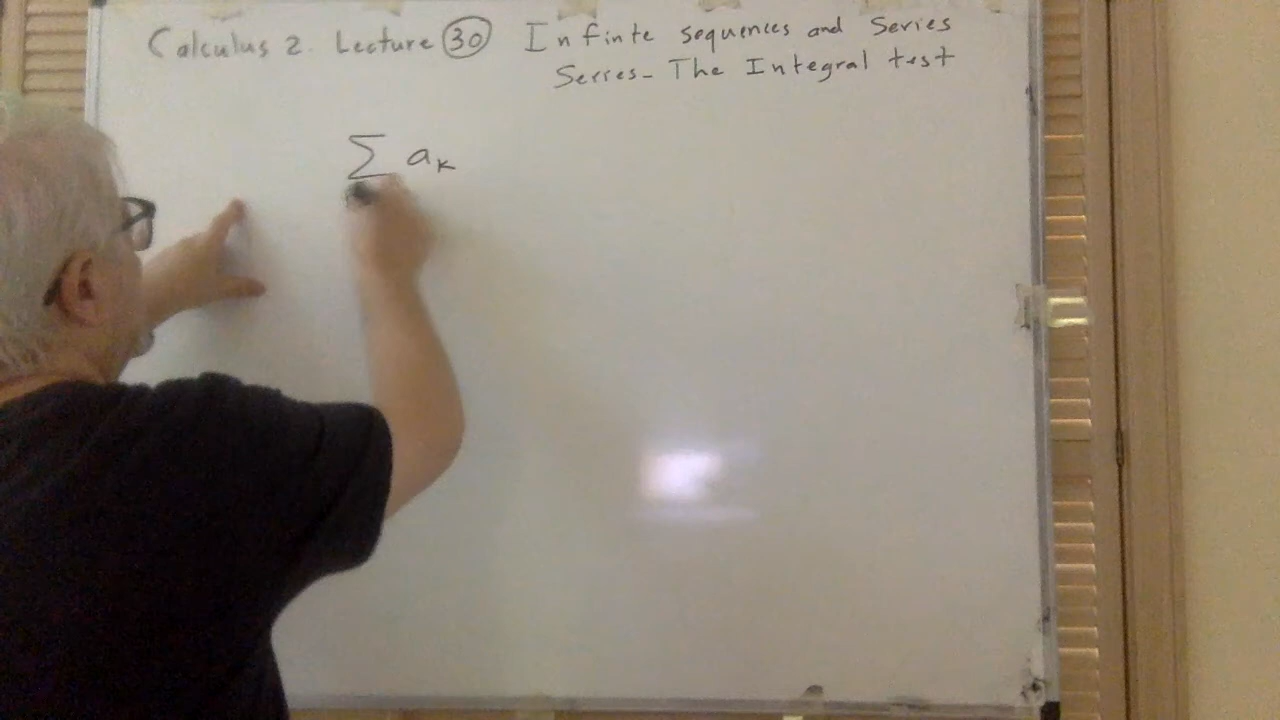 Calculus 2. Lecture 30 Infinte sequences and Series
Series - The Integral test
∑ aₖ